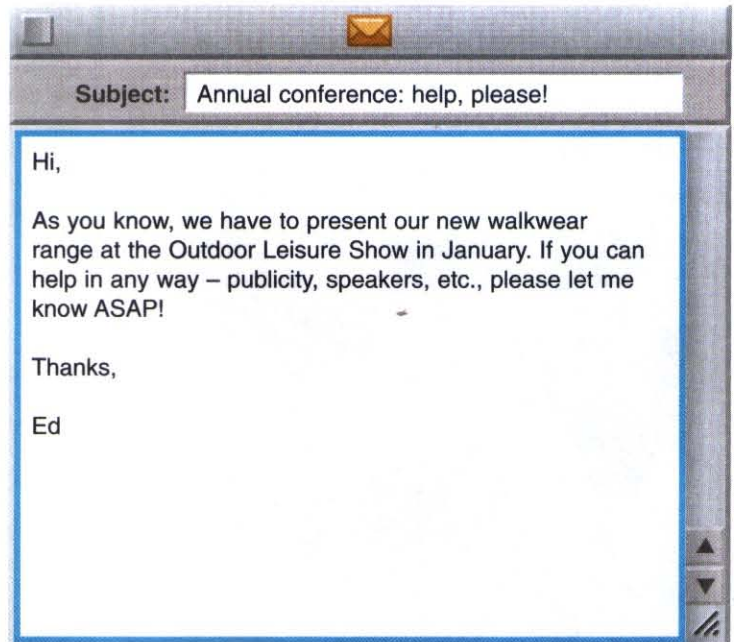 Subject: Annual conference: help, please!
Hi,
As you know, we have to present our new walkwear
range at the Outdoor Leisure Show in January. If you can
help in any way – publicity, speakers, etc., please let me
know ASAP!
Thanks,
Ed